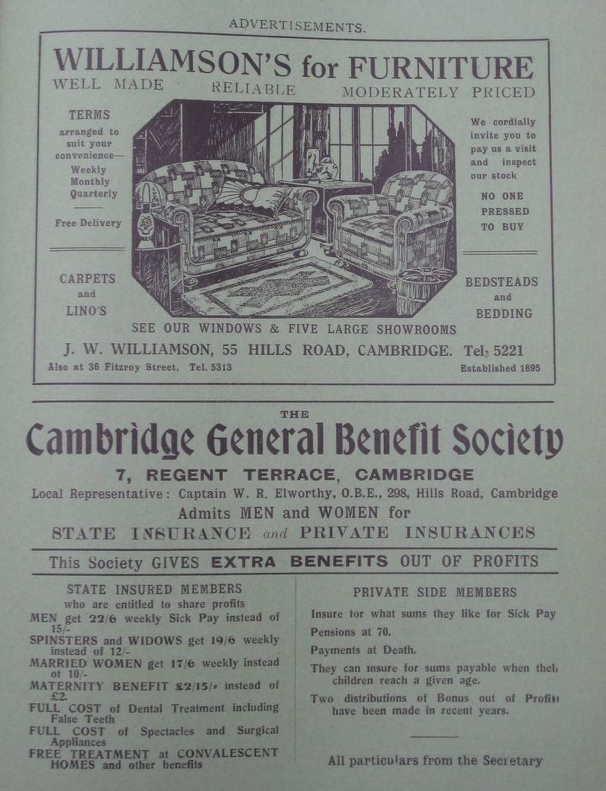 ADVERTISEMENTS.
WILLIAMSON'S for FURNITURE
WELL MADE RELIABLE MODERATELY PRICED
TERMS
arranged to
suit your
convenience—
Weekly
Monthly
Quarterly
Free Delivery
CARPETS
and
LINO'S
We cordially
invite you to
pay us a visit
and inspect
our stock
NO ONE
PRESSED
TO BUY
BEDSTEADS
and
BEDDING
SEE OUR WINDOWS & FIVE LARGE SHOWROOMS
J. W. WILLIAMSON, 55 HILLS ROAD, CAMBRIDGE. Tel. 5221
Also at 36 Fitzroy Street. Tel. 5313 Established 1895
THE
Cambridge General Benefit Society
7, REGENT TERRACE, CAMBRIDGE
Local Representative: Captain W. R. Elworthy, O.B.E., 298, Hills Road, Cambridge
Admits MEN and WOMEN for
STATE INSURANCE and PRIVATE INSURANCES
This Society GIVES EXTRA BENEFITS OUT OF PROFITS
STATE INSURED MEMBERS
who are entitled to share profits
MEN get 22/6 weekly Sick Pay instead of
15/-
SPINSTERS and WIDOWS get 19/6 weekly
instead of 12/-
MARRIED WOMEN get 17/6 weekly instead
of 10/-
MATERNITY BENEFIT £2/15/- instead of
£2.
FULL COST of Dental Treatment including
False Teeth
FULL COST of Spectacles and Surgical
Appliances
FREE TREATMENT at CONVALESCENT
HOMES and other benefits
PRIVATE SIDE MEMBERS
Insure for what sums they like for Sick Pay
Pensions at 70.
Payments at Death.
They can insure for sums payable when thei
children reach a given age.
Two distributions of Bonus out of Profit
have been made in recent years.
All particulars from the Secretary